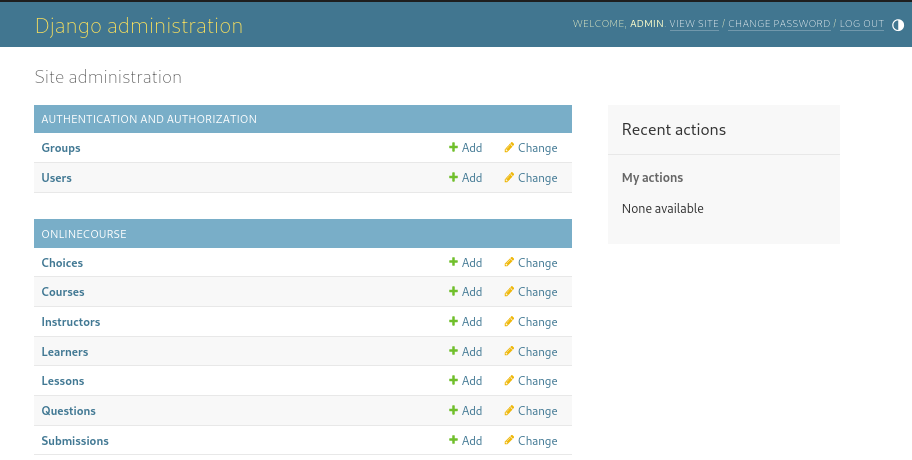 Django administration
WELCOME, ADMIN. VIEW SITE / CHANGE PASSWORD / LOG OUT
Site administration
AUTHENTICATION AND AUTHORIZATION
Groups Add Change
Users Add Change
ONLINECOURSE
Choices Add Change
Courses Add Change
Instructors Add Change
Learners Add Change
Lessons Add Change
Questions Add Change
Submissions Add Change
Recent actions
My actions
None available